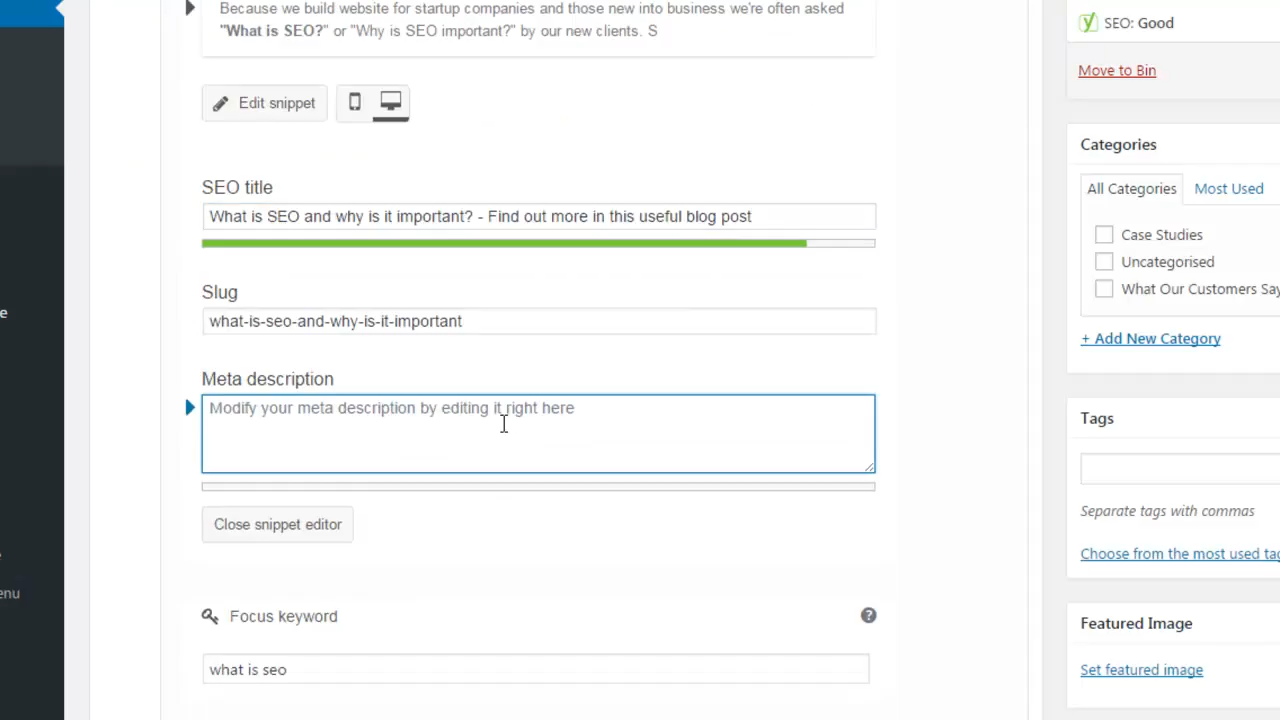 Because we build website for startup companies and those new into business we're often asked
"What is SEO?" or "Why is SEO important?" by our new clients. S
Edit snippet
SEO title
What is SEO and why is it important? - Find out more in this useful blog post
Slug
what-is-seo-and-why-is-it-important
Meta description
Modify your meta description by editing it right here
Close snippet editor
Focus keyword
?
what is seo
SEO: Good
Move to Bin
Categories
All Categories
Most Used
Case Studies
Uncategorised
What Our Customers Say
+ Add New Category
Tags
Separate tags with commas
Choose from the most used tag
Featured Image
Set featured image
e
e
enu